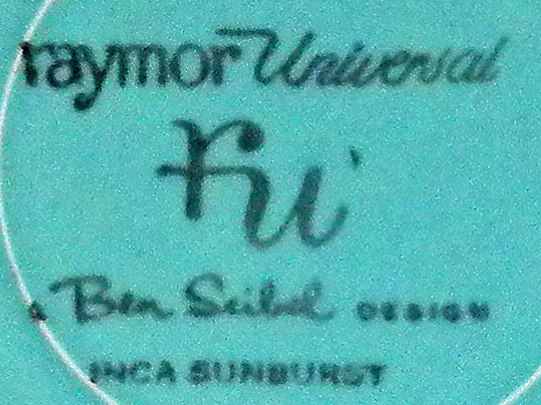 raymor Universal
ru
A Ben Seibel DESIGN
INCA SUNBURST